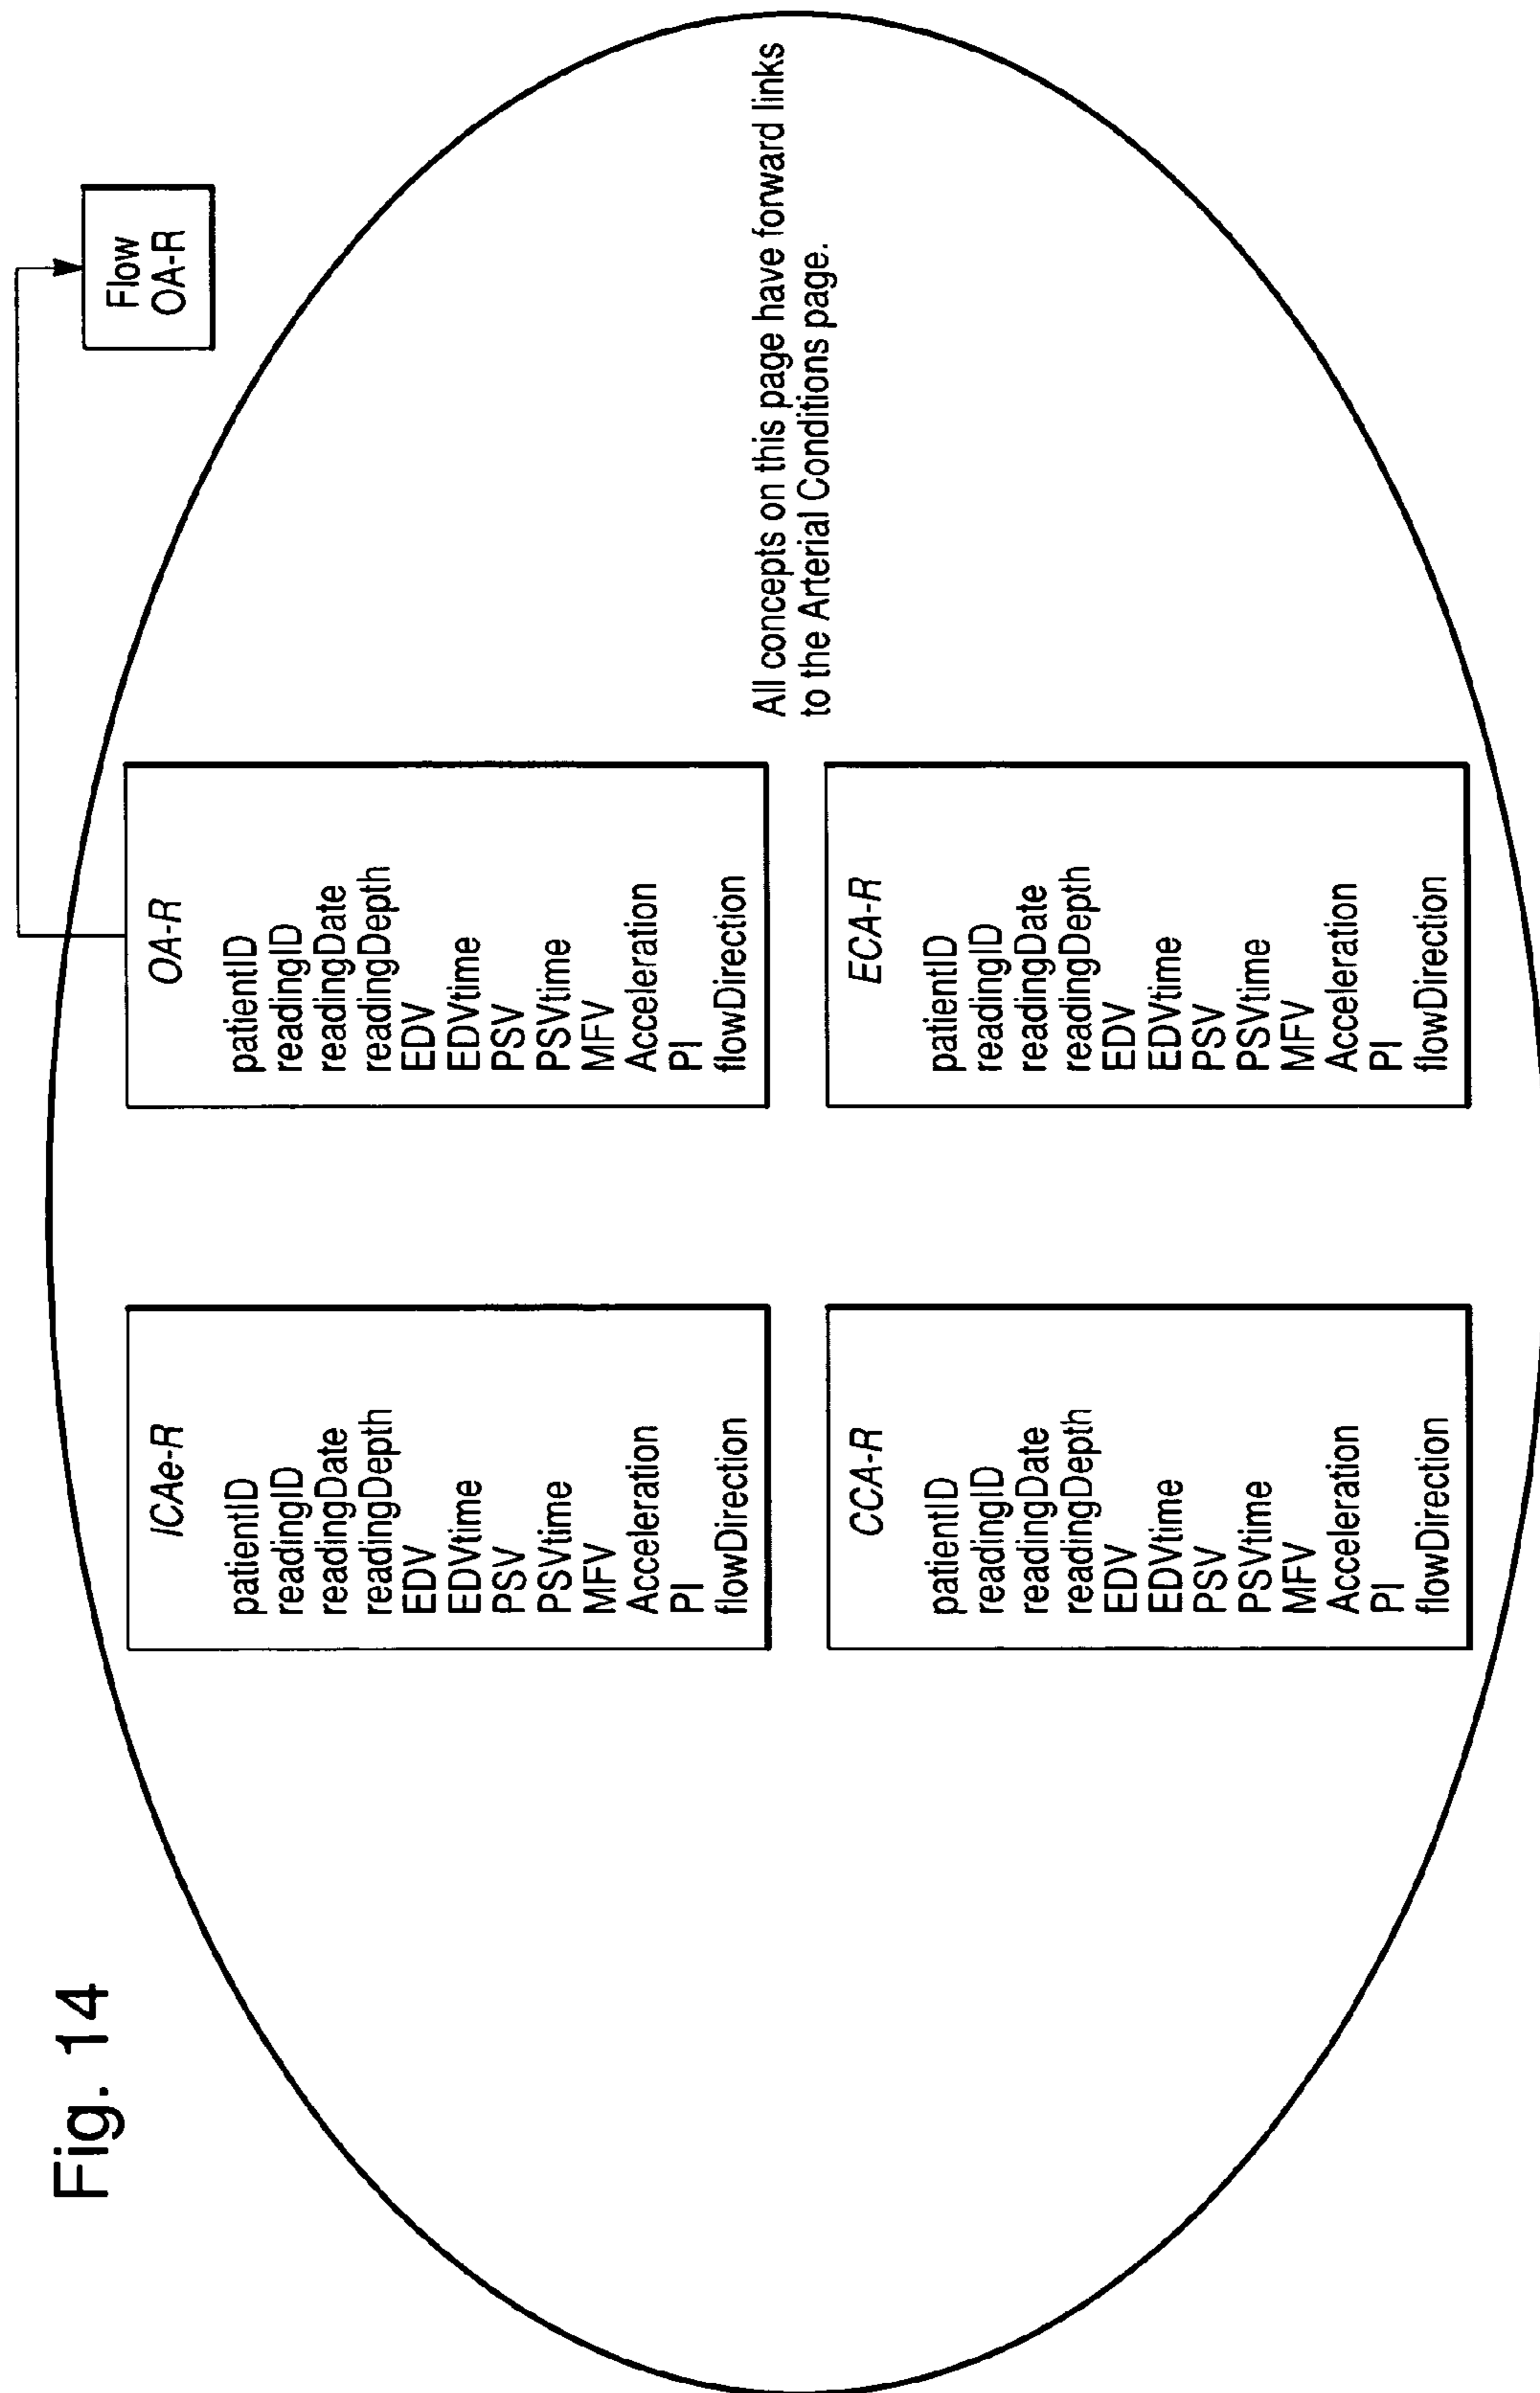 Fig. 14
Flow
OA-R
ICAe-R
patientID
readingID
readingDate
readingDepth
EDV
EDVtime
PSV
PSVtime
MFV
Acceleration
PI
flowDirection
OA-R
patientID
readingID
readingDate
readingDepth
EDV
EDVtime
PSV
PSVtime
MFV
Acceleration
PI
flowDirection
All concepts on this page have forward links
to the Arterial Conditions page.
CCA-R
patientID
readingID
readingDate
readingDepth
EDV
EDVtime
PSV
PSVtime
MFV
Acceleration
PI
flowDirection
ECA-R
patientID
readingID
readingDate
readingDepth
EDV
EDVtime
PSV
PSVtime
MFV
Acceleration
PI
flowDirection